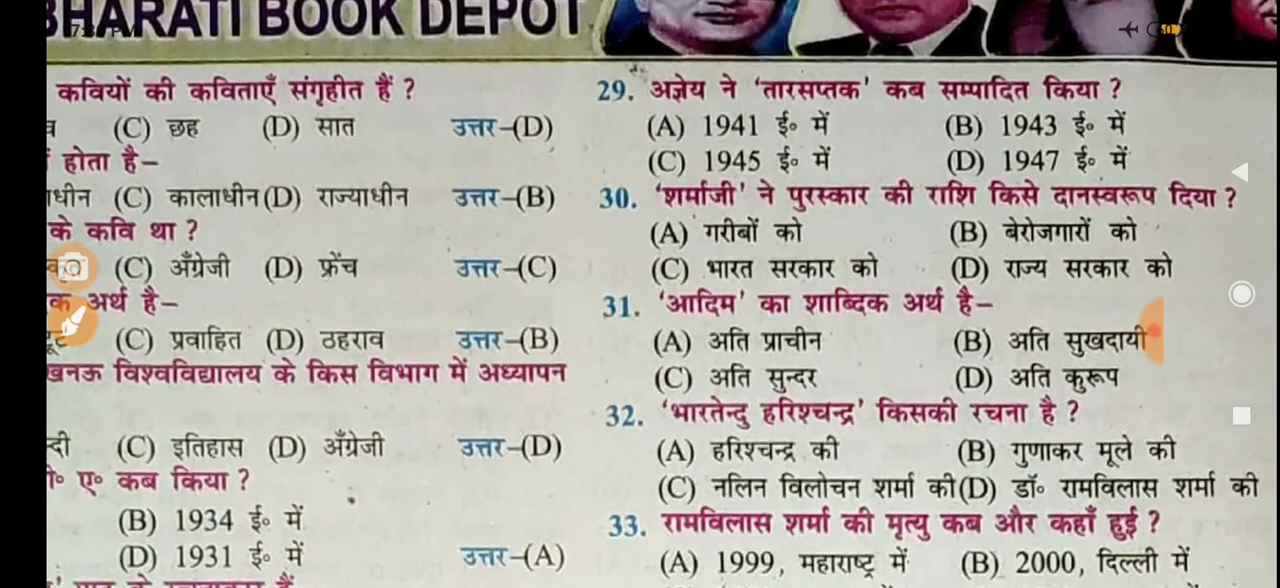 BHARATI BOOK DEPOT
कवियों की कविताएँ संगृहीत हैं ?
(C) छह (D) सात उत्तर–(D)
होता है–
(C) कालाधीन (D) राज्याधीन उत्तर–(B)
के कवि था ?
(C) अँग्रेजी (D) फ्रेंच उत्तर–(C)
अर्थ है–
(C) प्रवाहित (D) ठहराव उत्तर–(B)
खनऊ विश्वविद्यालय के किस विभाग में अध्यापन
दी (C) इतिहास (D) अँग्रेजी उत्तर–(D)
ए० कब किया ?
(B) 1934 ई० में
(D) 1931 ई० में उत्तर–(A)
29. अज्ञेय ने ‘तारसप्तक’ कब सम्पादित किया ?
(A) 1941 ई० में (B) 1943 ई० में
(C) 1945 ई० में (D) 1947 ई० में
30. ‘शर्माजी’ ने पुरस्कार की राशि किसे दानस्वरूप दिया ?
(A) गरीबों को (B) बेरोजगारों को
(C) भारत सरकार को (D) राज्य सरकार को
31. ‘आदिम’ का शाब्दिक अर्थ है–
(A) अति प्राचीन (B) अति सुखदायी
(C) अति सुन्दर (D) अति कुरूप
32. ‘भारतेन्दु हरिश्चन्द्र’ किसकी रचना है ?
(A) हरिश्चन्द्र की (B) गुणाकर मूले की
(C) नलिन विलोचन शर्मा की (D) डॉ० रामविलास शर्मा की
33. रामविलास शर्मा की मृत्यु कब और कहाँ हुई ?
(A) 1999, महाराष्ट्र में (B) 2000, दिल्ली में